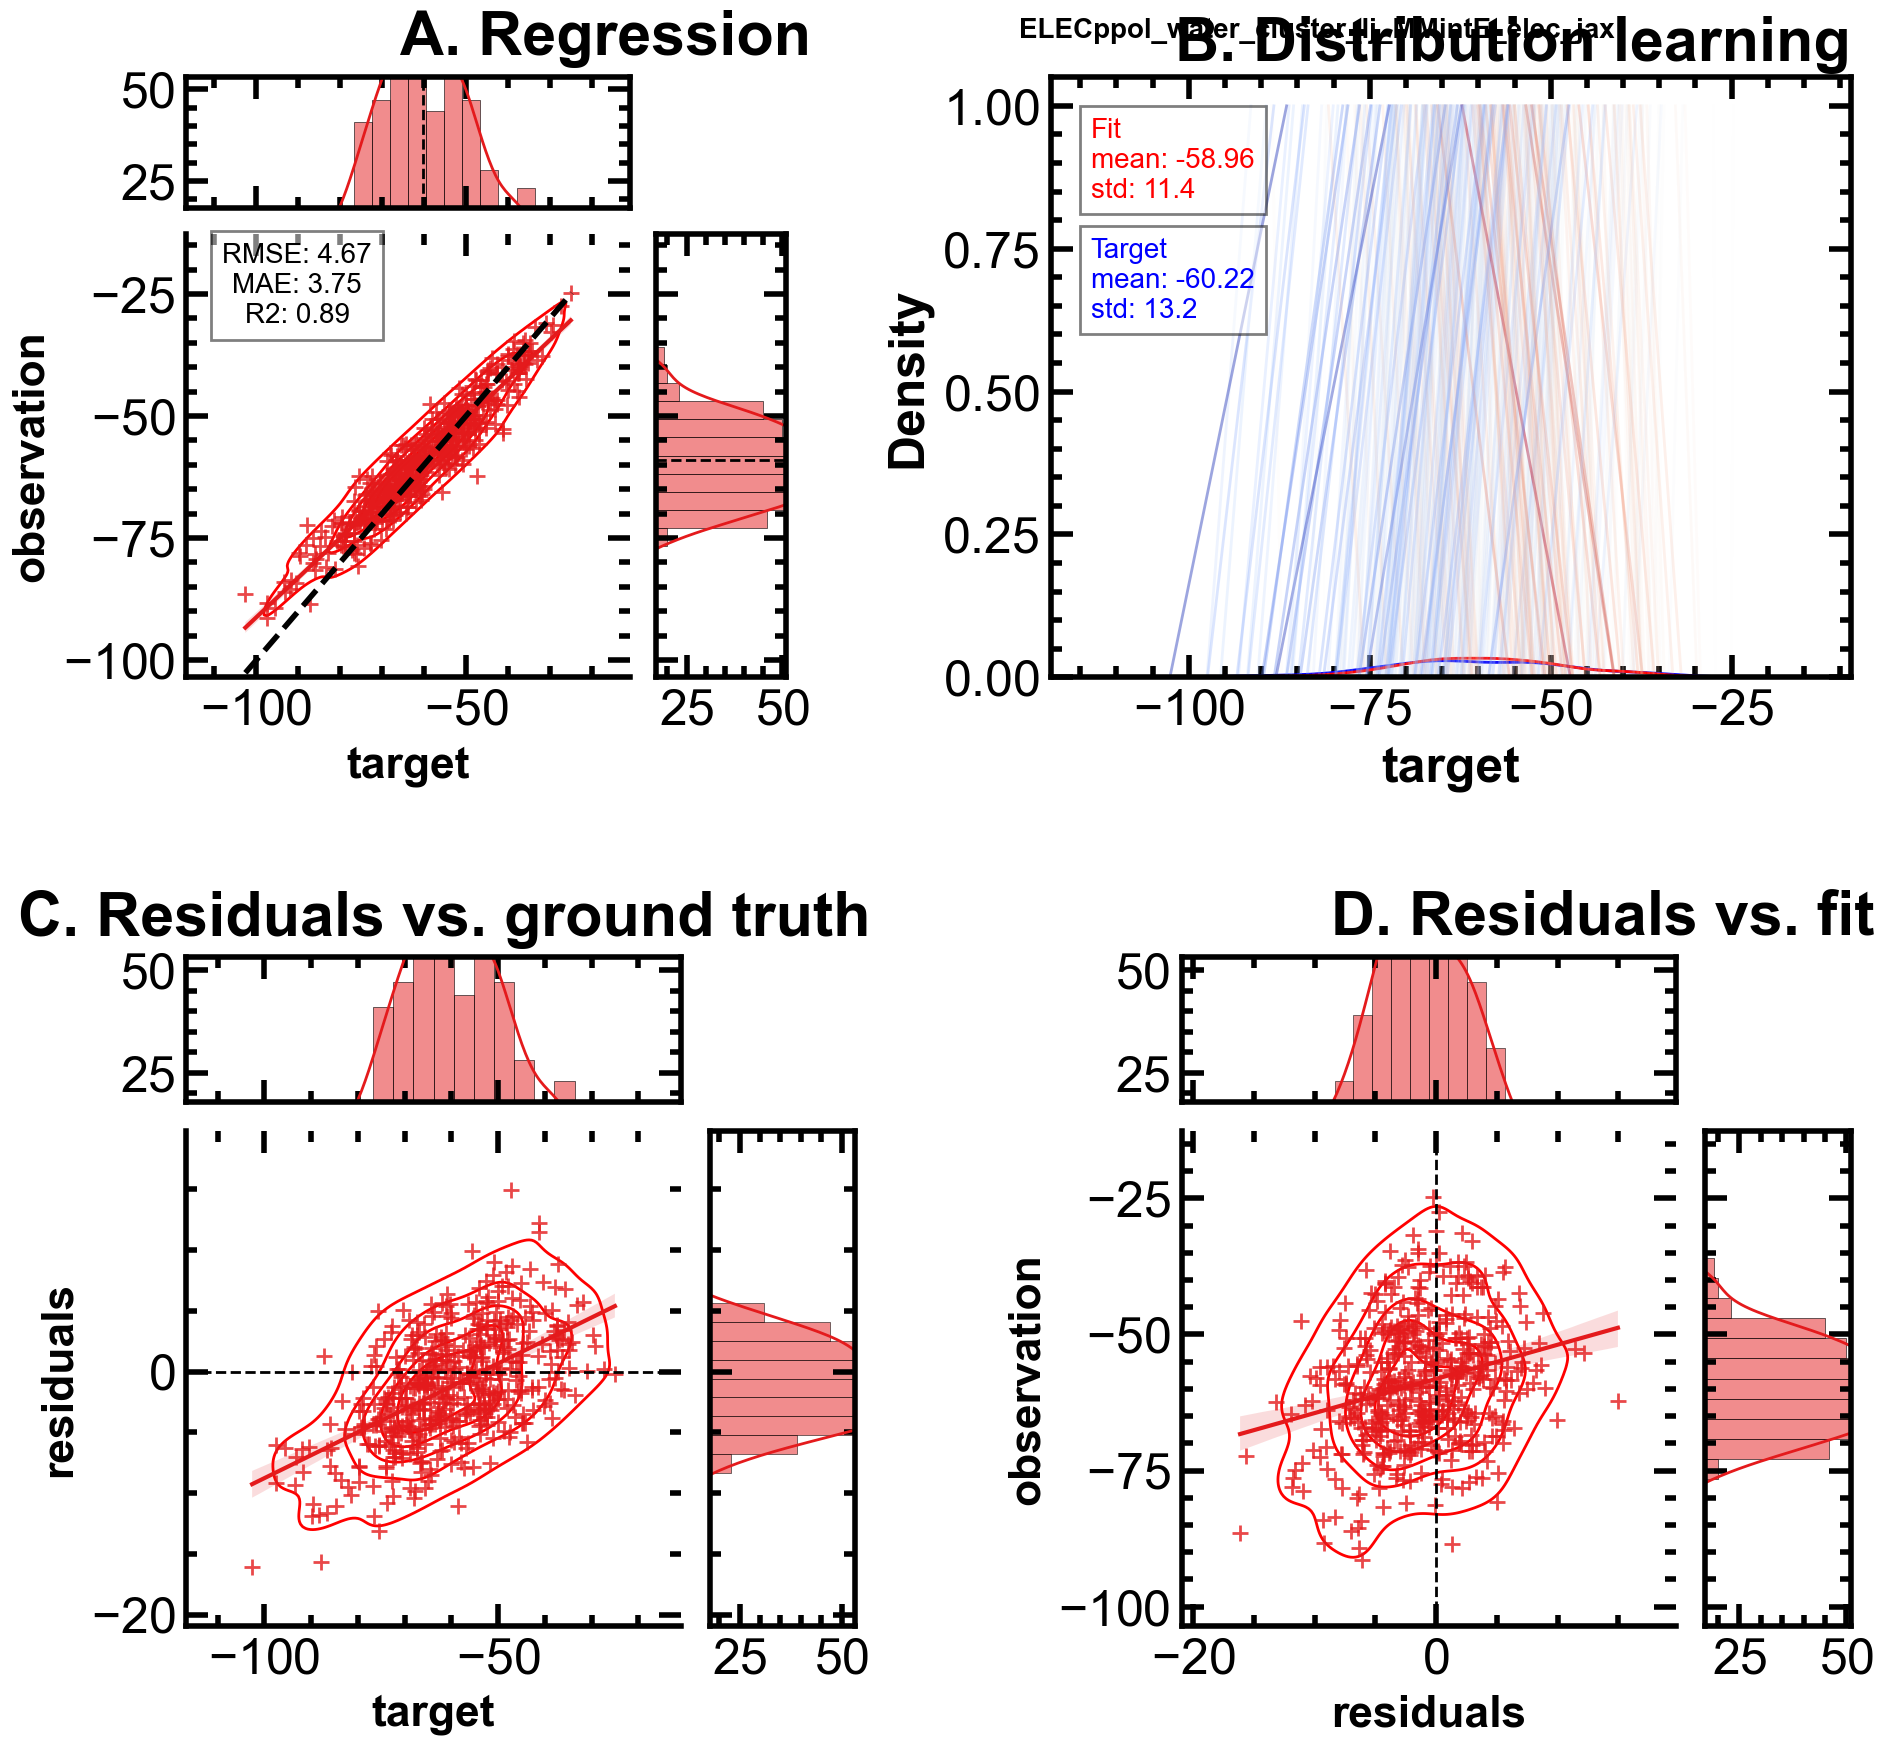 A. Regression
50
25
RMSE: 4.67
MAE: 3.75
R2: 0.89
−25
−50
−75
−100
observation
−100
−50
target
25
50
ELECppol_water_cluster_lj_MMintELelec_jax
B. Distribution learning
1.00
0.75
0.50
0.25
0.00
Density
Fit
mean: -58.96
std: 11.4
Target
mean: -60.22
std: 13.2
−100
−75
−50
−25
target
C. Residuals vs. ground truth
50
25
0
−20
residuals
−100
−50
target
25
50
D. Residuals vs. fit
50
25
−25
−50
−75
−100
observation
−20
0
residuals
25
50